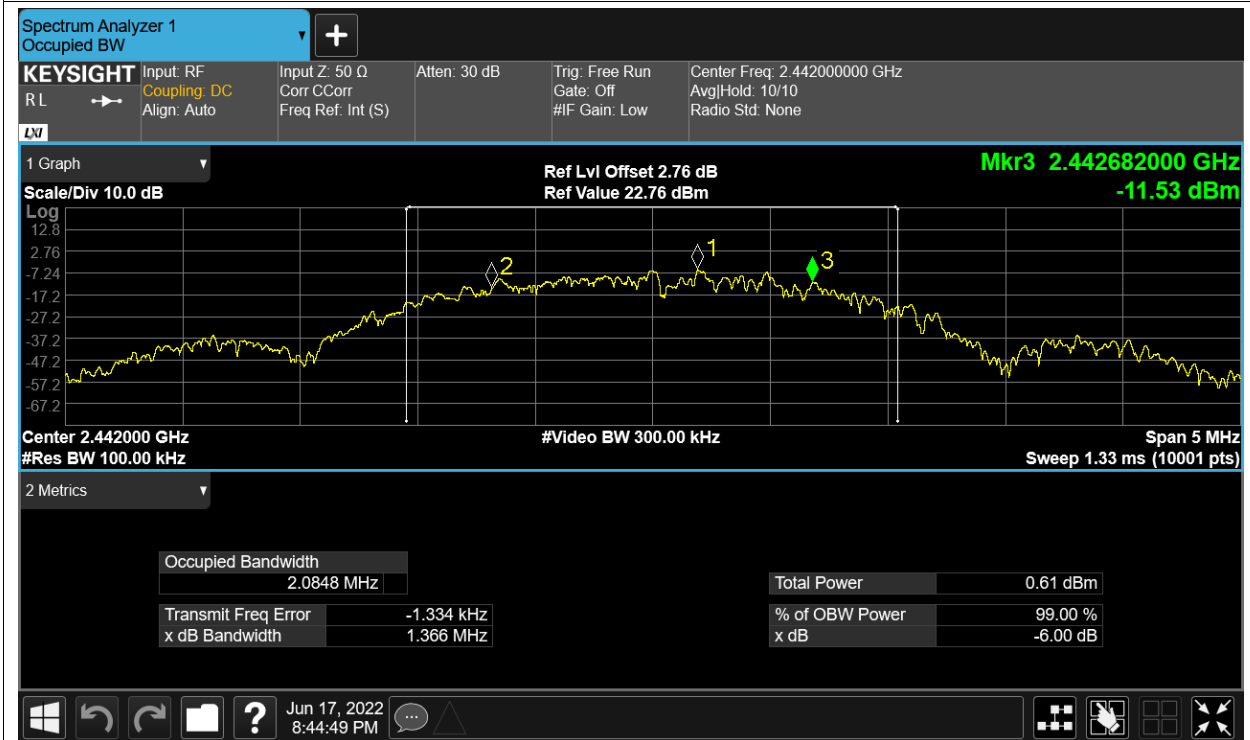 Spectrum Analyzer 1
Occupied BW
+
KEYSIGHT Input: RF Input Z: 50 Ω Atten: 30 dB Trig: Free Run Center Freq: 2.442000000 GHz
R L Coupling: DC Corr CCorr Gate: Off Avg|Hold: 10/10
Align: Auto Freq Ref: Int (S) #IF Gain: Low Radio Std: None
LXI
1 Graph Ref Lvl Offset 2.76 dB Mkr3 2.442682000 GHz
Scale/Div 10.0 dB Ref Value 22.76 dBm -11.53 dBm
Log
12.8
2.76
-7.24
-17.2
-27.2
-37.2
-47.2
-57.2
-67.2
2
1
3
Center 2.442000 GHz #Video BW 300.00 kHz Span 5 MHz
#Res BW 100.00 kHz Sweep 1.33 ms (10001 pts)
2 Metrics
Occupied Bandwidth
2.0848 MHz Total Power 0.61 dBm
Transmit Freq Error -1.334 kHz % of OBW Power 99.00 %
x dB Bandwidth 1.366 MHz x dB -6.00 dB
? Jun 17, 2022
8:44:49 PM